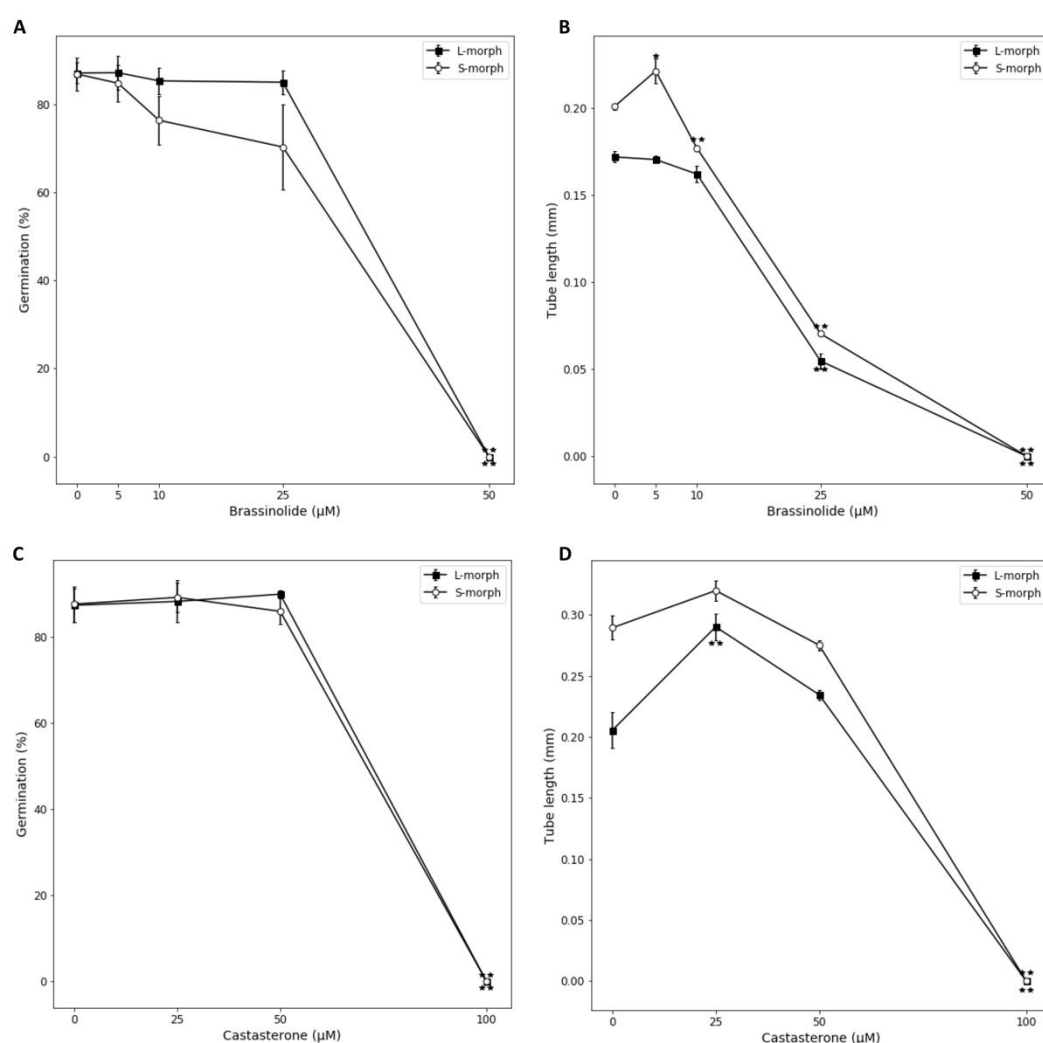 A
L-morph
S-morph
80
60
40
20
0
Germination (%)
0 5 10 25 50
Brassinolide (μM)
B
L-morph
S-morph
0.20
0.15
0.10
0.05
0.00
Tube length (mm)
0 5 10 25 50
Brassinolide (μM)
C
L-morph
S-morph
80
60
40
20
0
Germination (%)
0 25 50 100
Castasterone (μM)
D
L-morph
S-morph
0.30
0.25
0.20
0.15
0.10
0.05
0.00
Tube length (mm)
0 25 50 100
Castasterone (μM)